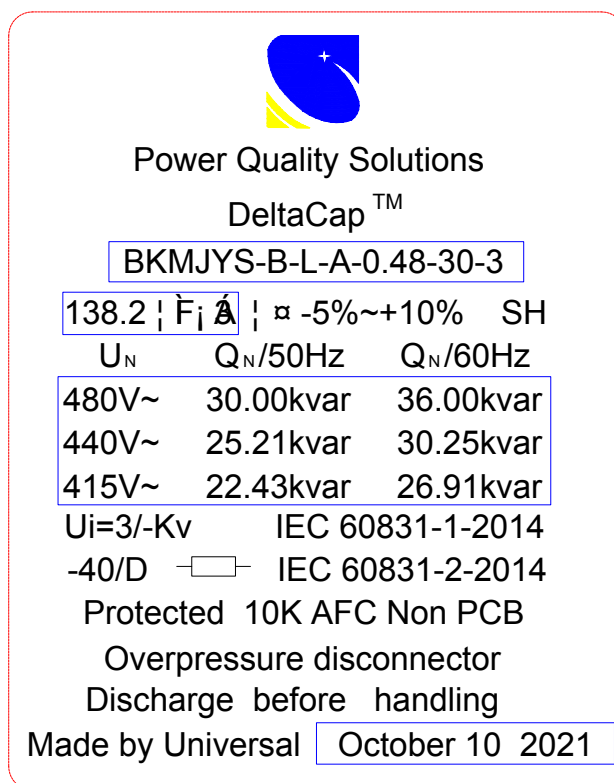 Power Quality Solutions
DeltaCap TM
BKMJYS-B-L-A-0.48-30-3
138.2 ¦ ¦ ¤ -5%~+10% SH
UN QN/50Hz QN/60Hz
480V~ 30.00kvar 36.00kvar
440V~ 25.21kvar 30.25kvar
415V~ 22.43kvar 26.91kvar
Ui=3/-Kv IEC 60831-1-2014
-40/D IEC 60831-2-2014
Protected 10K AFC Non PCB
Overpressure disconnector
Discharge before handling
Made by Universal October 10 2021